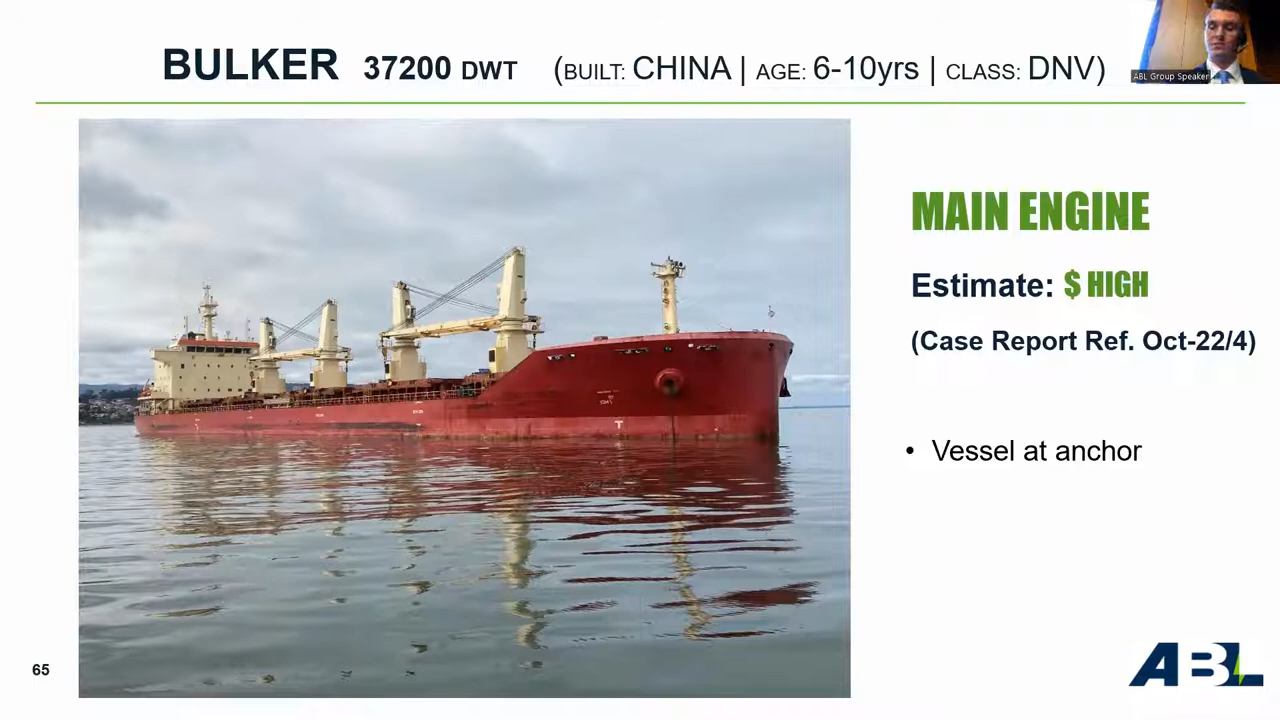 BULKER 37200 DWT (BUILT: CHINA | AGE: 6-10yrs | CLASS: DNV)
ABL Group Speaker
MAIN ENGINE
Estimate: $ HIGH
(Case Report Ref. Oct-22/4)
• Vessel at anchor
65
ABL